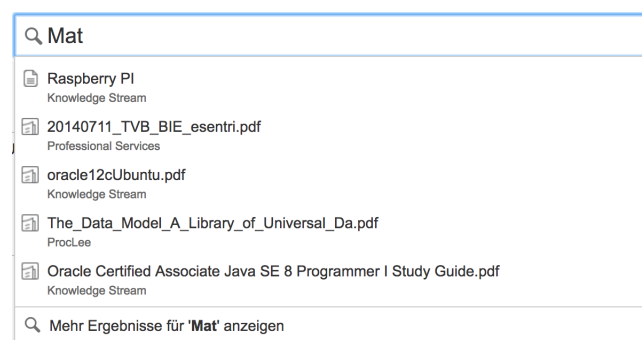 Mat
Raspberry PI
Knowledge Stream
20140711_TVB_BIE_esentri.pdf
Professional Services
oracle12cUbuntu.pdf
Knowledge Stream
The_Data_Model_A_Library_of_Universal_Da.pdf
ProcLee
Oracle Certified Associate Java SE 8 Programmer I Study Guide.pdf
Knowledge Stream
Mehr Ergebnisse für 'Mat' anzeigen